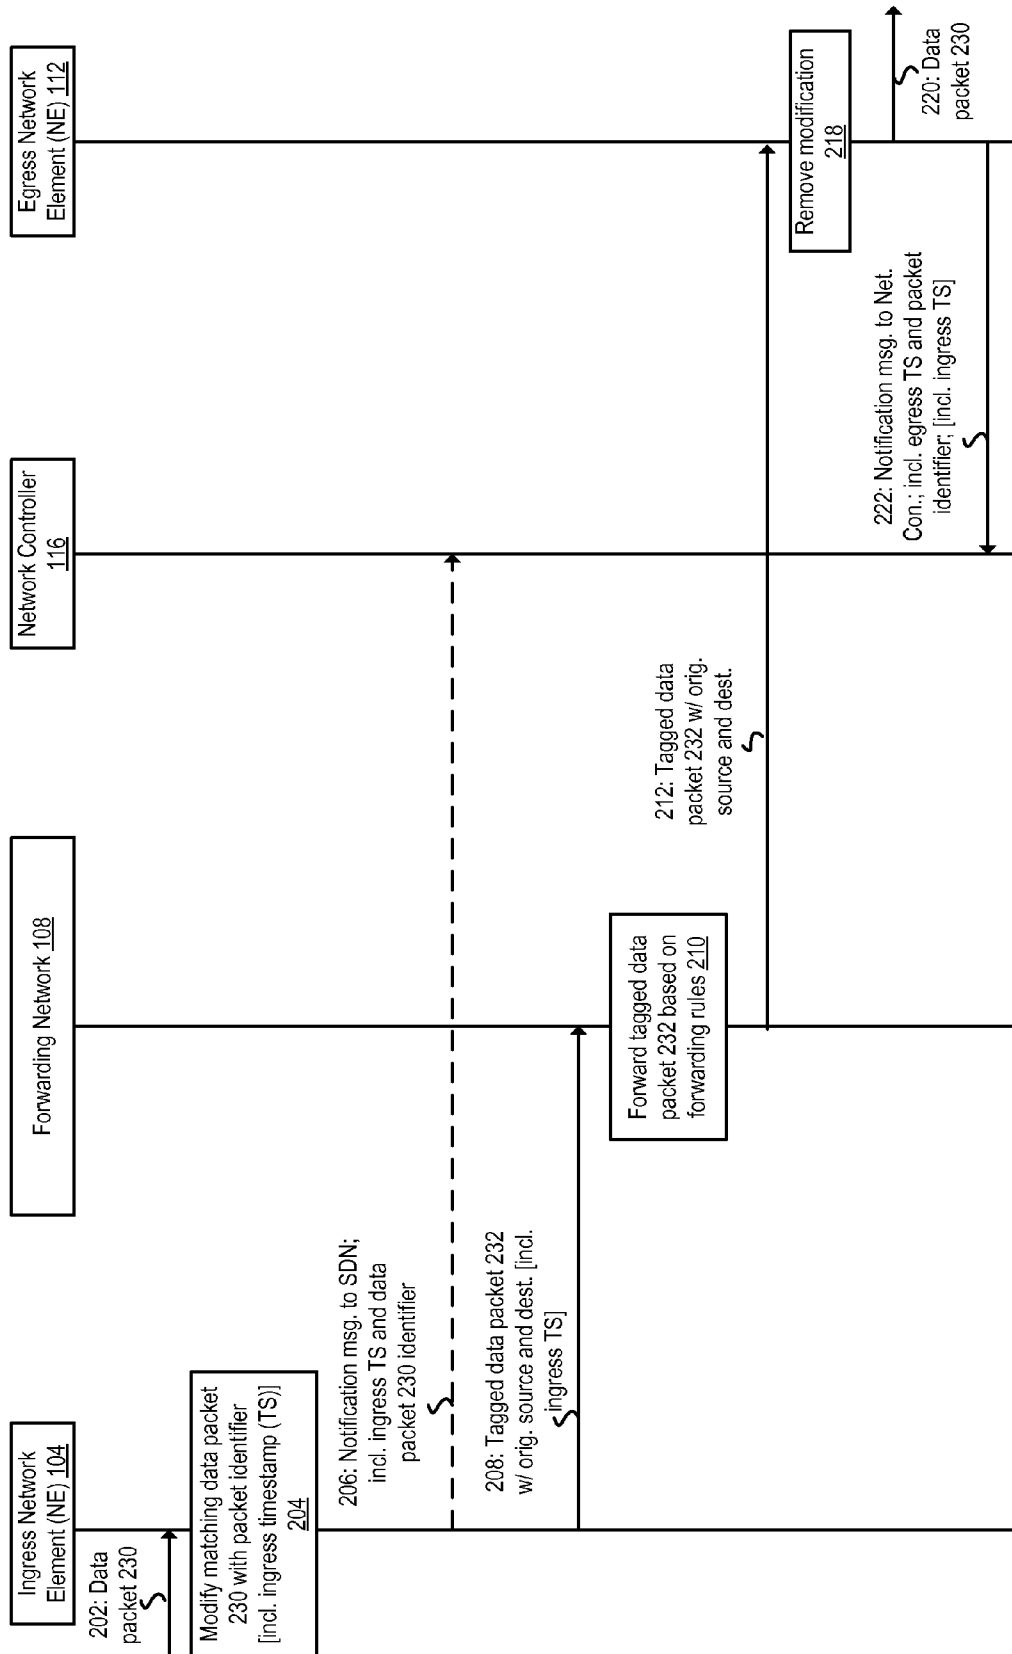 Ingress Network
Element (NE) 104
Forwarding Network 108
Network Controller
116
Egress Network
Element (NE) 112
202: Data
packet 230
Modify matching data packet
230 with packet identifier
[incl. ingress timestamp (TS)]
204
206: Notification msg. to SDN;
incl. ingress TS and data
packet 230 identifier
208: Tagged data packet 232
w/ orig. source and dest. [incl.
ingress TS]
Forward tagged data
packet 232 based on
forwarding rules 210
212: Tagged data
packet 232 w/ orig.
source and dest.
Remove modification
218
220: Data
packet 230
222: Notification msg. to Net.
Con.; incl. egress TS and packet
identifier; [incl. ingress TS]